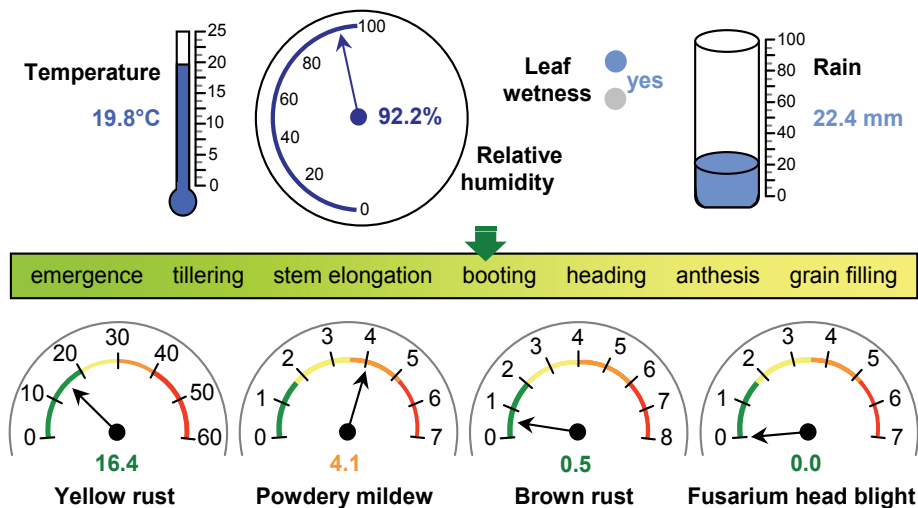 Temperature
19.8°C
25
20
15
10
5
0
100
80
60
40
20
0
92.2%
Relative
humidity
Leaf
wetness
yes
100
80
60
40
20
0
Rain
22.4 mm
emergence tillering stem elongation booting heading anthesis grain filling
0 10 20 30 40 50 60
16.4
Yellow rust
0 1 2 3 4 5 6 7
4.1
Powdery mildew
0 1 2 3 4 5 6 7 8
0.5
Brown rust
0 1 2 3 4 5 6 7
0.0
Fusarium head blight